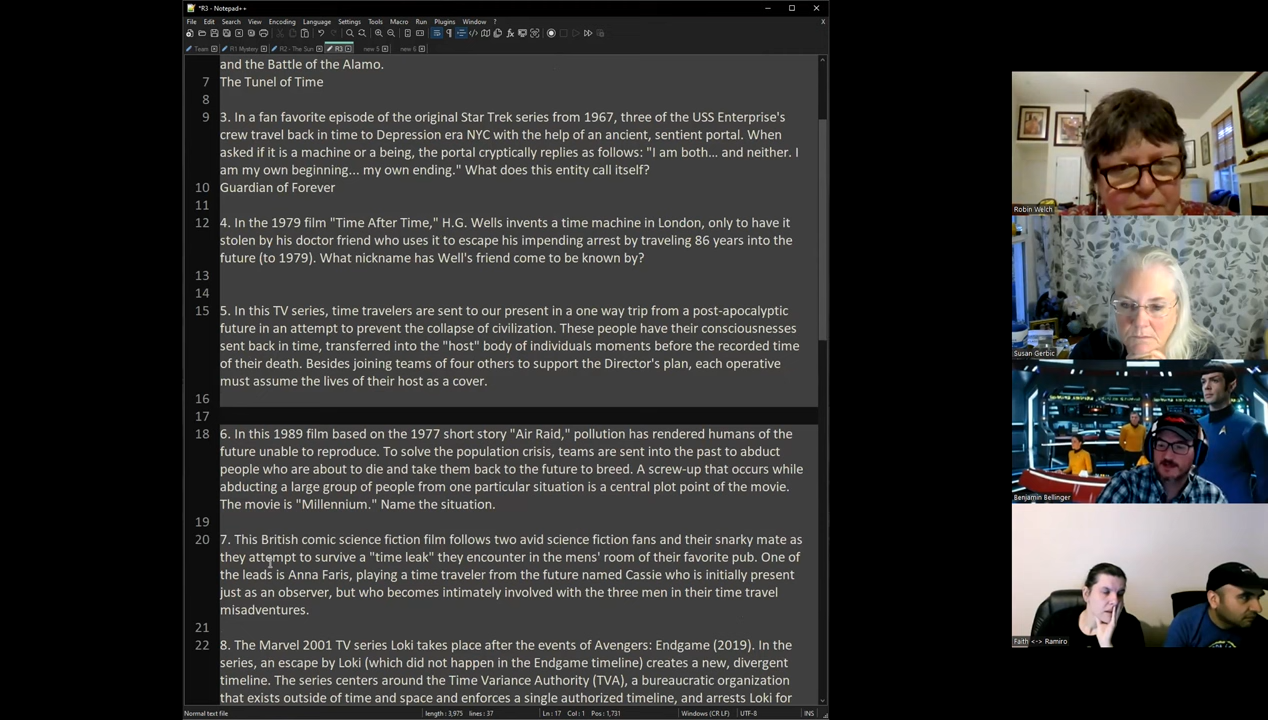 *R3 - Notepad++
File Edit Search View Encoding Language Settings Tools Macro Run Plugins Window ?
Team R1 Mystery R2 - The Sun R3 new 5 new 6
and the Battle of the Alamo.
7 The Tunel of Time
8
9 3. In a fan favorite episode of the original Star Trek series from 1967, three of the USS Enterprise's
crew travel back in time to Depression era NYC with the help of an ancient, sentient portal. When
asked if it is a machine or a being, the portal cryptically replies as follows: "I am both... and neither. I
am my own beginning... my own ending." What does this entity call itself?
10 Guardian of Forever
11
12 4. In the 1979 film "Time After Time," H.G. Wells invents a time machine in London, only to have it
stolen by his doctor friend who uses it to escape his impending arrest by traveling 86 years into the
future (to 1979). What nickname has Well's friend come to be known by?
13
14
15 5. In this TV series, time travelers are sent to our present in a one way trip from a post-apocalyptic
future in an attempt to prevent the collapse of civilization. These people have their consciousnesses
sent back in time, transferred into the "host" body of individuals moments before the recorded time
of their death. Besides joining teams of four others to support the Director's plan, each operative
must assume the lives of their host as a cover.
16
17
18 6. In this 1989 film based on the 1977 short story "Air Raid," pollution has rendered humans of the
future unable to reproduce. To solve the population crisis, teams are sent into the past to abduct
people who are about to die and take them back to the future to breed. A screw-up that occurs while
abducting a large group of people from one particular situation is a central plot point of the movie.
The movie is "Millennium." Name the situation.
19
20 7. This British comic science fiction film follows two avid science fiction fans and their snarky mate as
they attempt to survive a "time leak" they encounter in the mens' room of their favorite pub. One of
the leads is Anna Faris, playing a time traveler from the future named Cassie who is initially present
just as an observer, but who becomes intimately involved with the three men in their time travel
misadventures.
21
22 8. The Marvel 2001 TV series Loki takes place after the events of Avengers: Endgame (2019). In the
series, an escape by Loki (which did not happen in the Endgame timeline) creates a new, divergent
timeline. The series centers around the Time Variance Authority (TVA), a bureaucratic organization
that exists outside of time and space and enforces a single authorized timeline, and arrests Loki for
Normal text file length : 3,975 lines : 37 Ln : 17 Col : 1 Pos : 1,731 Windows (CR LF) UTF-8 INS
Robin Welch
Susan Gerbic
Benjamin Bellinger
Faith <-> Ramiro